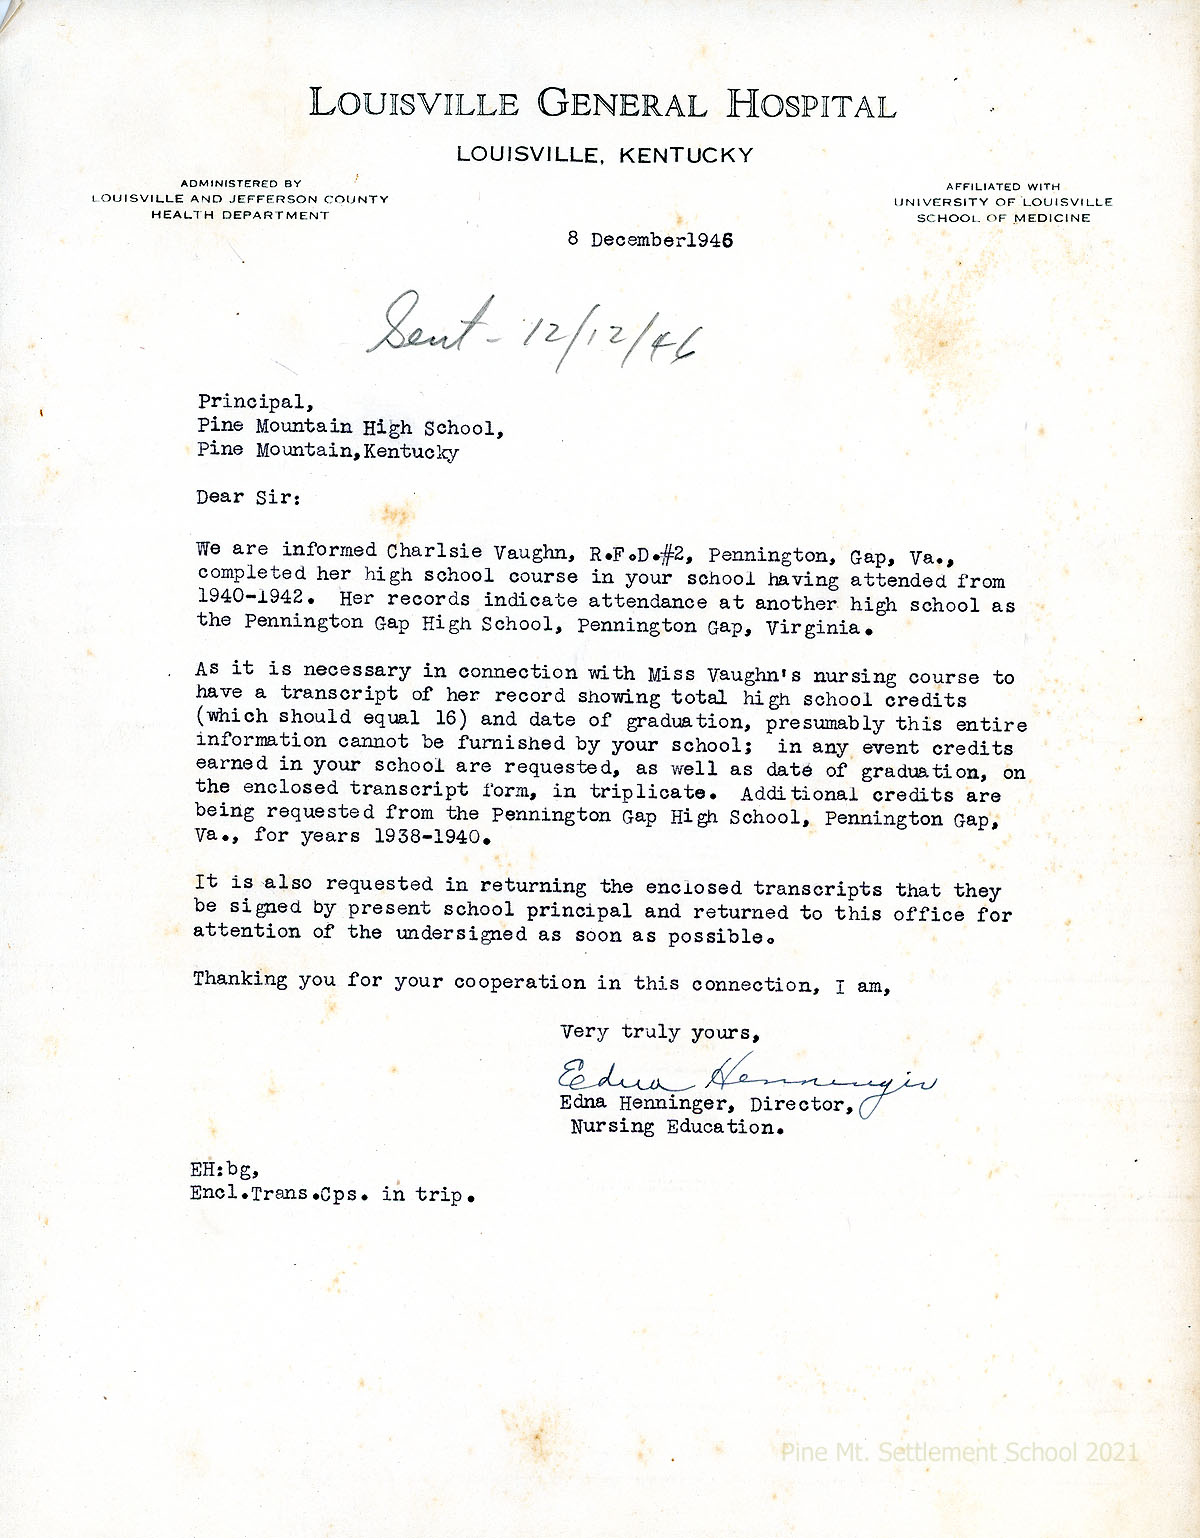 LOUISVILLE GENERAL HOSPITAL
LOUISVILLE, KENTUCKY
ADMINISTERED BY
LOUISVILLE AND JEFFERSON COUNTY
HEALTH DEPARTMENT
AFFILIATED WITH
UNIVERSITY OF LOUISVILLE
SCHOOL OF MEDICINE
8 December1946
Sent - 12/12/46
Principal,
Pine Mountain High School,
Pine Mountain,Kentucky
Dear Sir:
We are informed Charlsie Vaughn, R.F.D.#2, Pennington, Gap, Va.,
completed her high school course in your school having attended from
1940-1942. Her records indicate attendance at another high school as
the Pennington Gap High School, Pennington Gap, Virginia.
As it is necessary in connection with Miss Vaughn's nursing course to
have a transcript of her record showing total high school credits
(which should equal 16) and date of graduation, presumably this entire
information cannot be furnished by your school; in any event credits
earned in your school are requested, as well as date of graduation, on
the enclosed transcript form, in triplicate. Additional credits are
being requested from the Pennington Gap High School, Pennington Gap,
Va., for years 1938-1940.
It is also requested in returning the enclosed transcripts that they
be signed by present school principal and returned to this office for
attention of the undersigned as soon as possible.
Thanking you for your cooperation in this connection, I am,
Very truly yours,
Edna Henninger
Edna Henninger, Director,
Nursing Education.
EH:bg,
Encl.Trans.Cps. in trip.
Pine Mt. Settlement School 2021